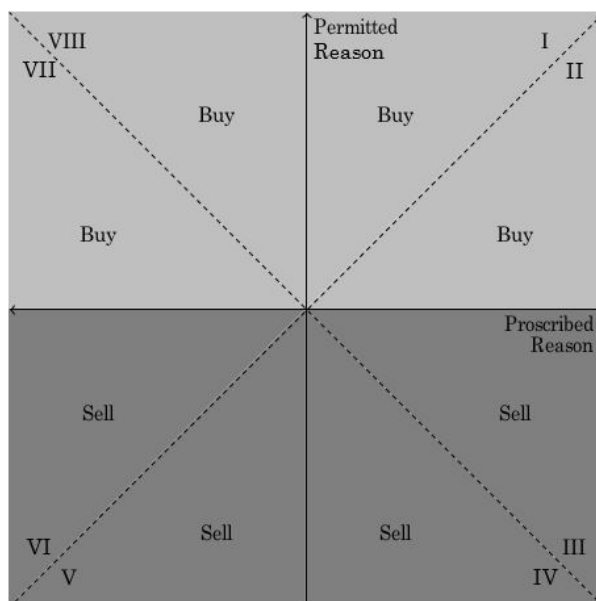 VIII
Permitted
I
VII
Reason
II
Buy
Buy
Buy
Buy
Proscribed
Reason
Sell
Sell
Sell
Sell
VI
III
V
IV